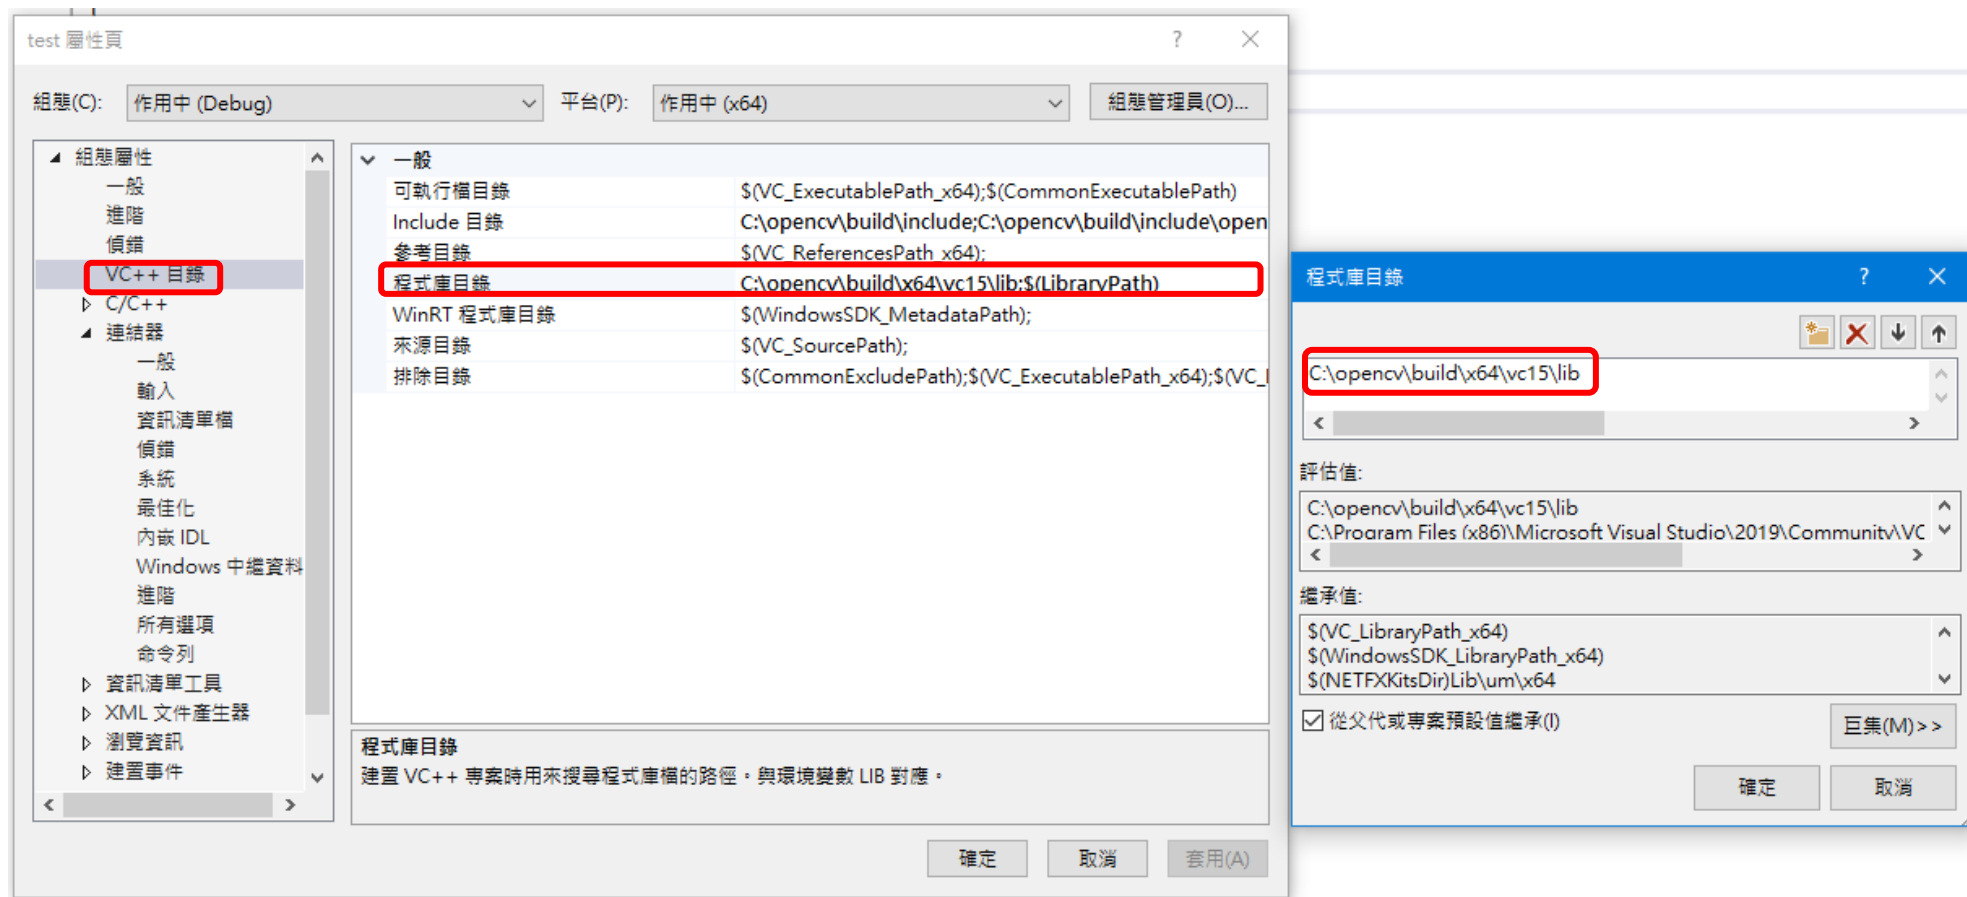 test 屬性頁
組態(C):
作用中 (Debug)
平台(P):
作用中 (x64)
組態管理員(O)...
組態屬性
一般
進階
偵錯
VC++ 目錄
C/C++
連結器
一般
輸入
資訊清單檔
偵錯
系統
最佳化
內嵌 IDL
Windows 中繼資料
進階
所有選項
命令列
資訊清單工具
XML 文件產生器
瀏覽資訊
建置事件
一般
可執行檔目錄 $(VC_ExecutablePath_x64);$(CommonExecutablePath)
Include 目錄 C:\opencv\build\include;C:\opencv\build\include\open
參考目錄 $(VC_ReferencesPath_x64);
程式庫目錄 C:\opencv\build\x64\vc15\lib;$(LibraryPath)
WinRT 程式庫目錄 $(WindowsSDK_MetadataPath);
來源目錄 $(VC_SourcePath);
排除目錄 $(CommonExcludePath);$(VC_ExecutablePath_x64);$(VC_I
程式庫目錄
建置 VC++ 專案時用來搜尋程式庫檔的路徑。與環境變數 LIB 對應。
確定
取消
套用(A)
程式庫目錄
C:\opencv\build\x64\vc15\lib
評估值:
C:\opencv\build\x64\vc15\lib
C:\Program Files (x86)\Microsoft Visual Studio\2019\Community\VC
繼承值:
$(VC_LibraryPath_x64)
$(WindowsSDK_LibraryPath_x64)
$(NETFXKitsDir)Lib\um\x64
從父代或專案預設值繼承(I)
巨集(M)>>
確定
取消